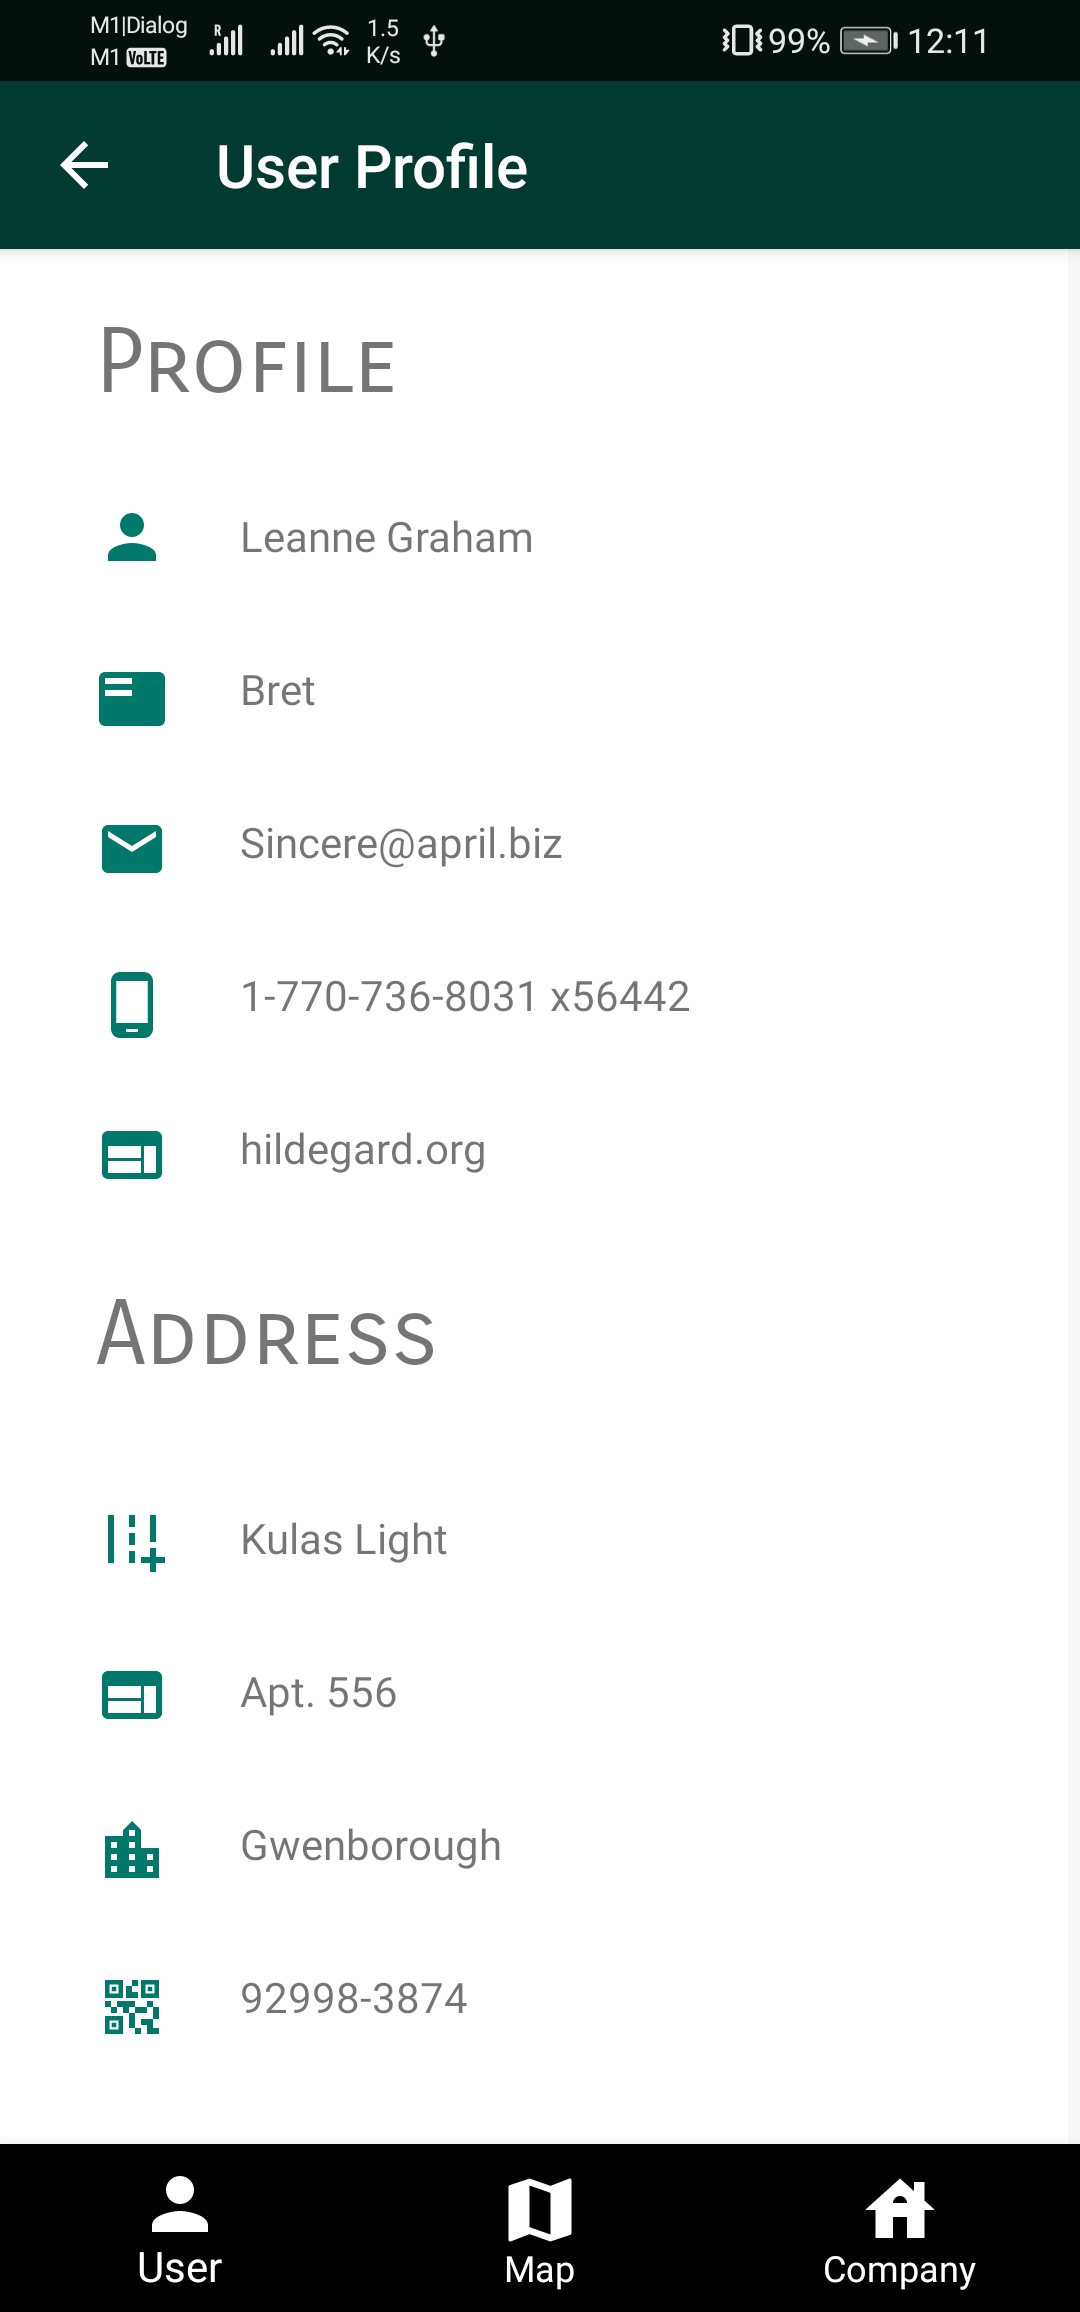 M1|Dialog
M1 VoLTE
R
1.5
K/s
99%
12:11
User Profile
Profile
Leanne Graham
Bret
Sincere@april.biz
1-770-736-8031 x56442
hildegard.org
Address
Kulas Light
Apt. 556
Gwenborough
92998-3874
User
Map
Company